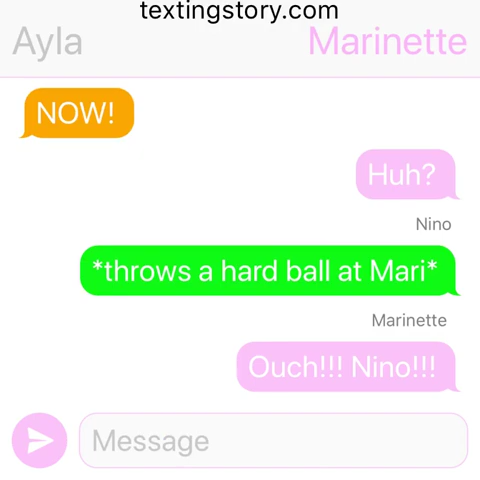 textingstory.com
Ayla
Marinette
NOW!
Huh?
Nino
*throws a hard ball at Mari*
Marinette
Ouch!!! Nino!!!
Message